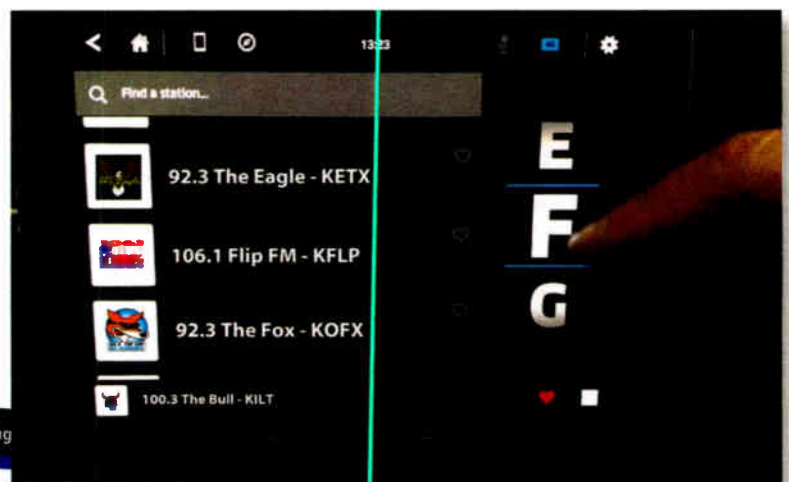 13:23
Find a station...
E
92.3 The Eagle - KETX
F
106.1 Flip FM - KFLP
G
92.3 The Fox - KOFX
100.3 The Bull - KILT